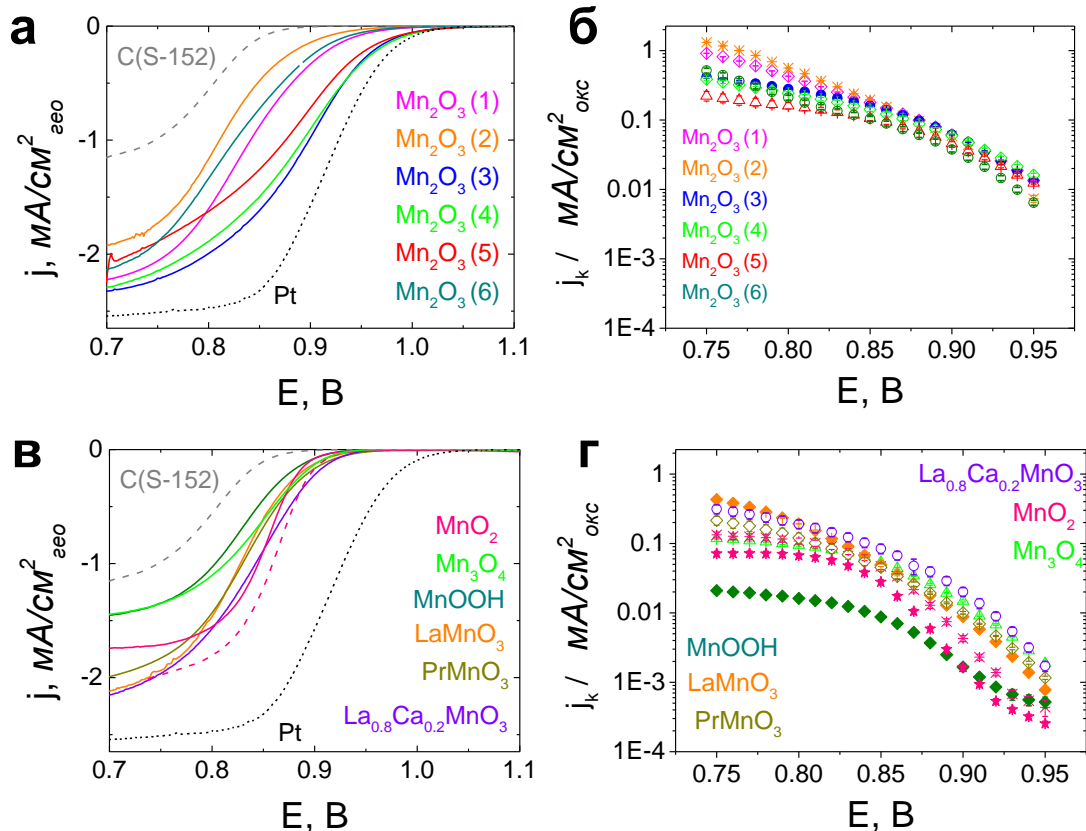 а
j, мА/см²гео
0
-1
-2
C(S-152)
Mn₂O₃ (1)
Mn₂O₃ (2)
Mn₂O₃ (3)
Mn₂O₃ (4)
Mn₂O₃ (5)
Mn₂O₃ (6)
Pt
0.7 0.8 0.9 1.0 1.1
E, В
б
jₖ / мА/см²окс
1
0.1
0.01
1E-3
1E-4
Mn₂O₃ (1)
Mn₂O₃ (2)
Mn₂O₃ (3)
Mn₂O₃ (4)
Mn₂O₃ (5)
Mn₂O₃ (6)
0.75 0.80 0.85 0.90 0.95
E, В
в
j, мА/см²гео
0
-1
-2
C(S-152)
MnO₂
Mn₃O₄
MnOOH
LaMnO₃
PrMnO₃
La₀.₈Ca₀.₂MnO₃
Pt
0.7 0.8 0.9 1.0 1.1
E, В
г
jₖ / мА/см²окс
1
0.1
0.01
1E-3
1E-4
La₀.₈Ca₀.₂MnO₃
MnO₂
Mn₃O₄
MnOOH
LaMnO₃
PrMnO₃
0.75 0.80 0.85 0.90 0.95
E, В